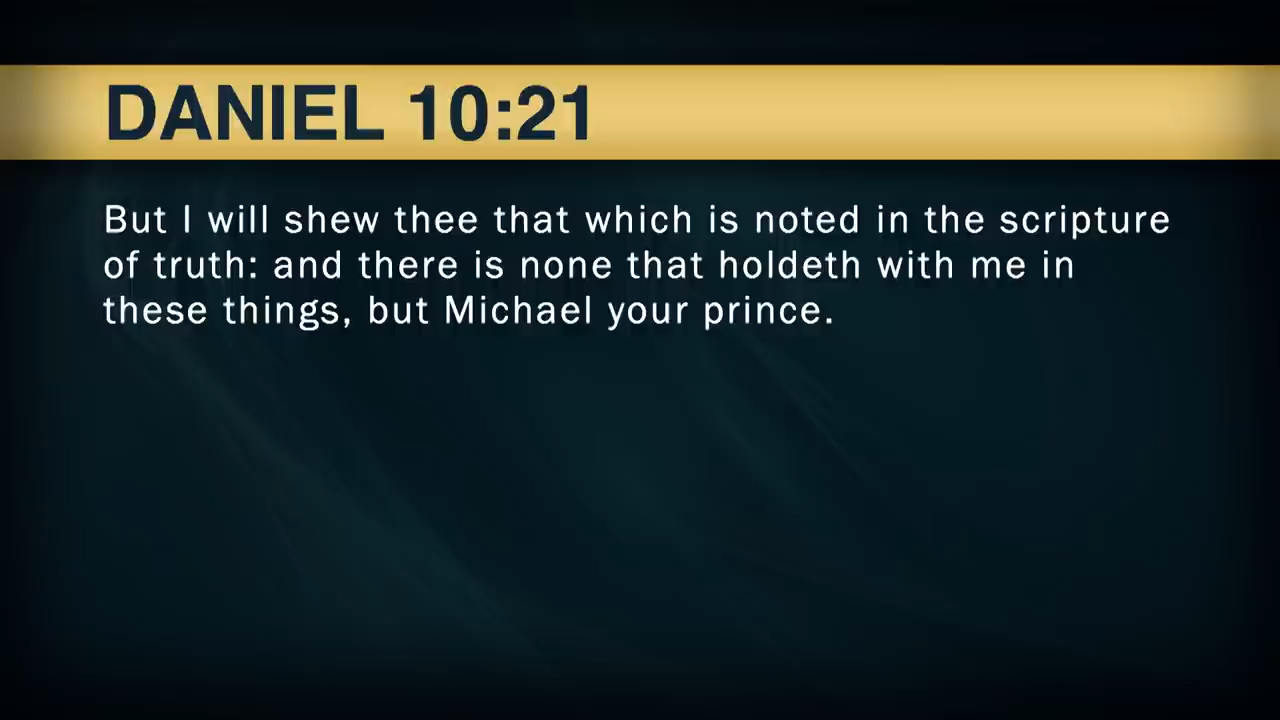 DANIEL 10:21
But I will shew thee that which is noted in the scripture
of truth: and there is none that holdeth with me in
these things, but Michael your prince.